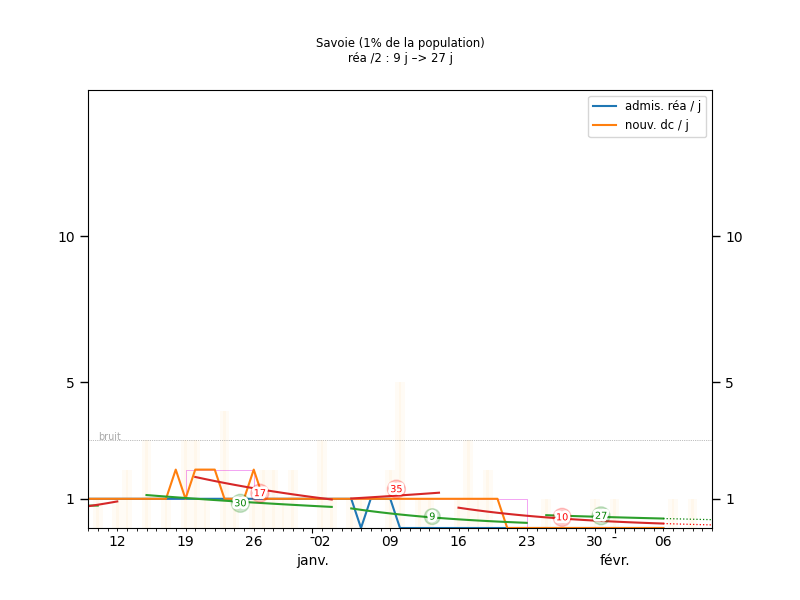 Savoie (1% de la population)
réa /2 : 9 j –> 27 j
admis. réa / j
nouv. dc / j
10 10
5 5
bruit
35
17
30
1 1
9
10
27
12 19 26 02 09 16 23 30 06
janv. févr.